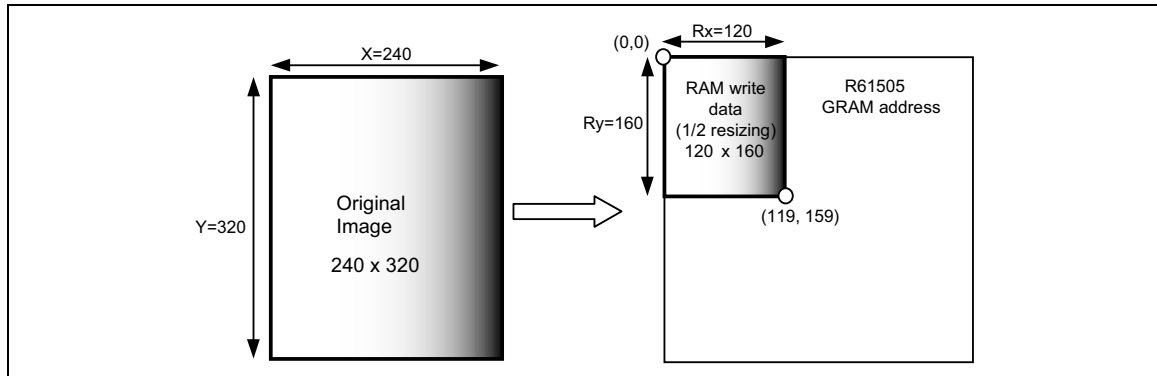 X=240
Y=320
Original
Image
240 x 320
(0,0)
Rx=120
Ry=160
RAM write
data
(1/2 resizing)
120 x 160
(119, 159)
R61505
GRAM address